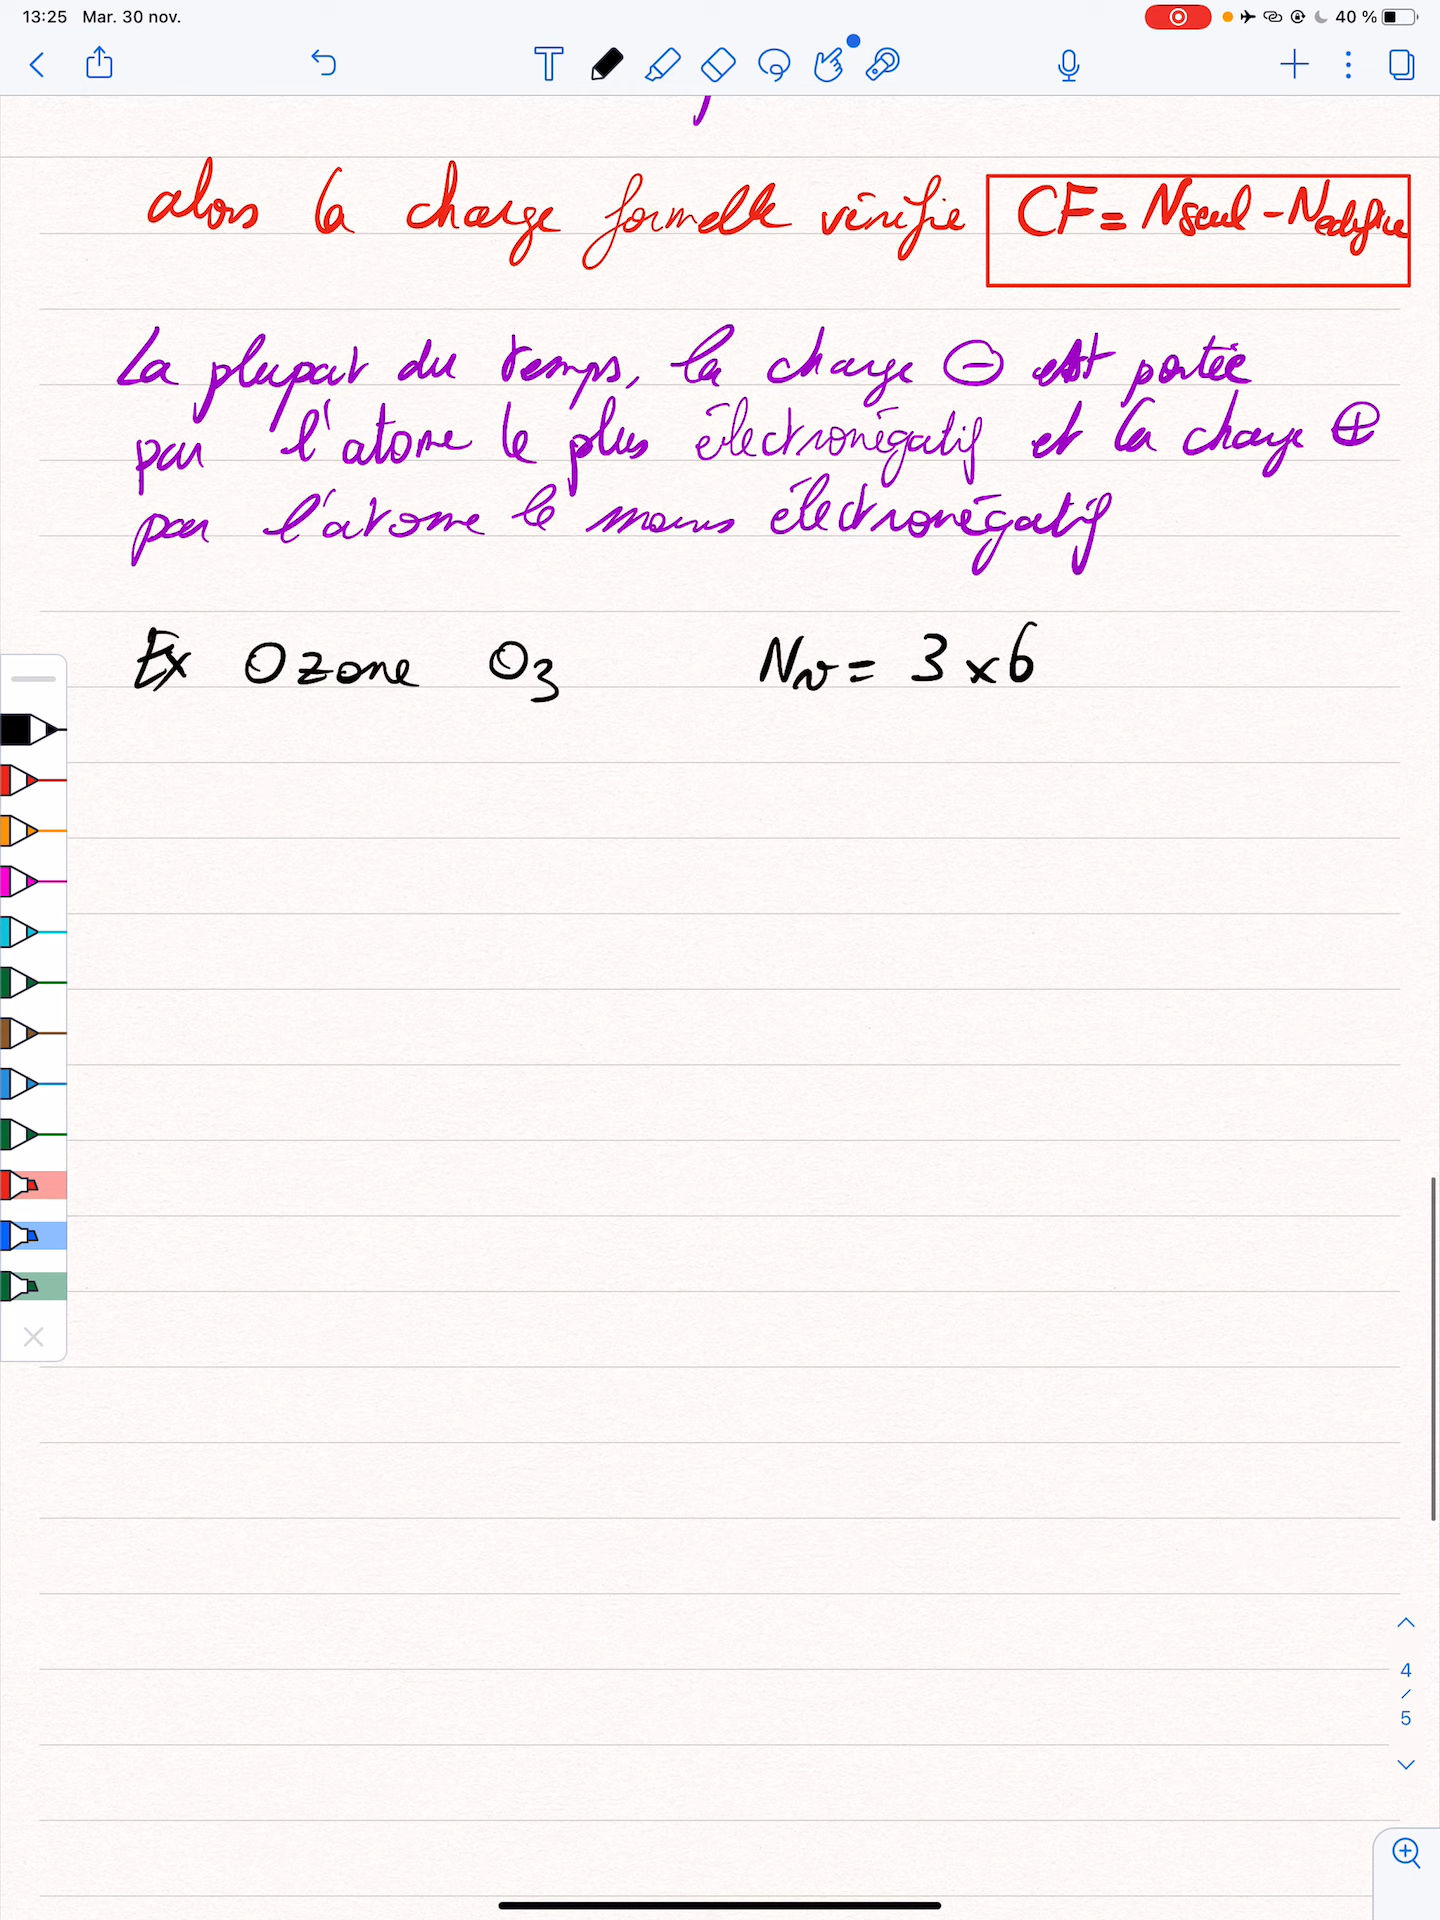 13:25 Mar. 30 nov. 40 %
alors la charge formelle vérifie CF = Nseul - Nedifice
La plupart du temps, la charge ⊖ est portée
par l'atome le plus électronégatif et la charge ⊕
par l'atome le moins électronégatif
Ex Ozone O3 Nv = 3 x 6
4
/
5